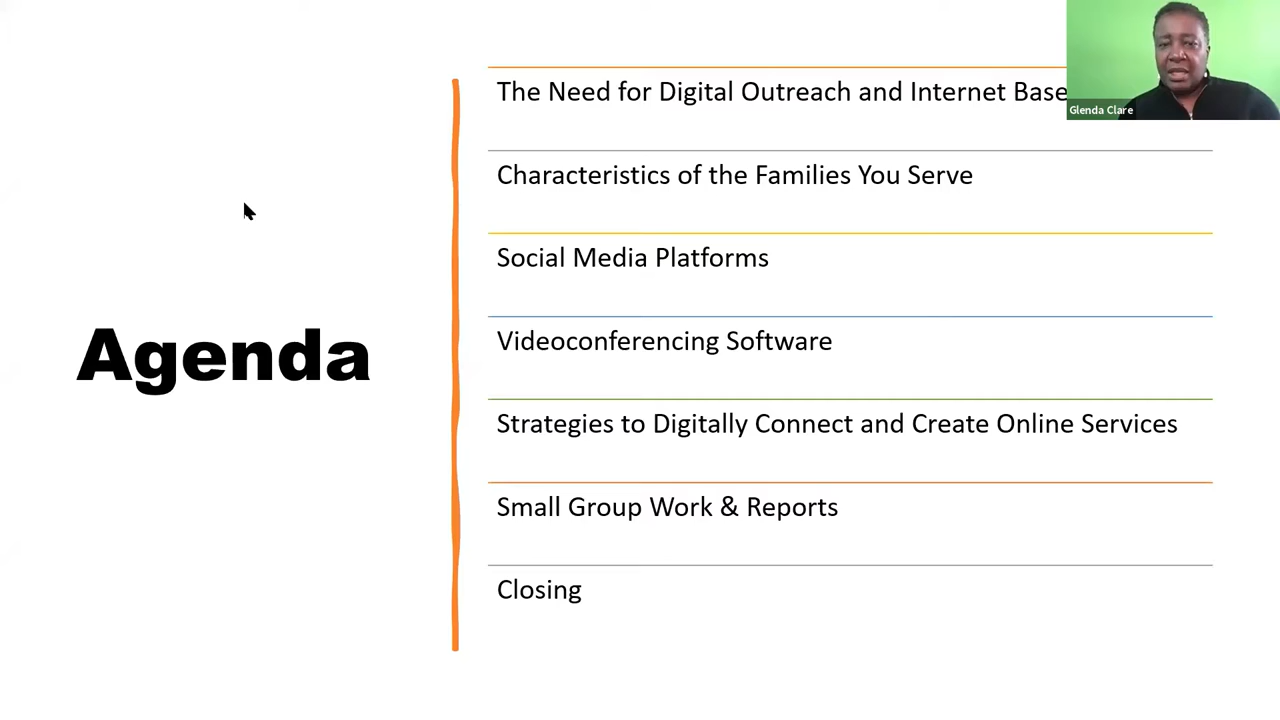 Agenda
The Need for Digital Outreach and Internet
Characteristics of the Families You Serve
Social Media Platforms
Videoconferencing Software
Strategies to Digitally Connect and Create Online Services
Small Group Work & Reports
Closing
Glenda Clare